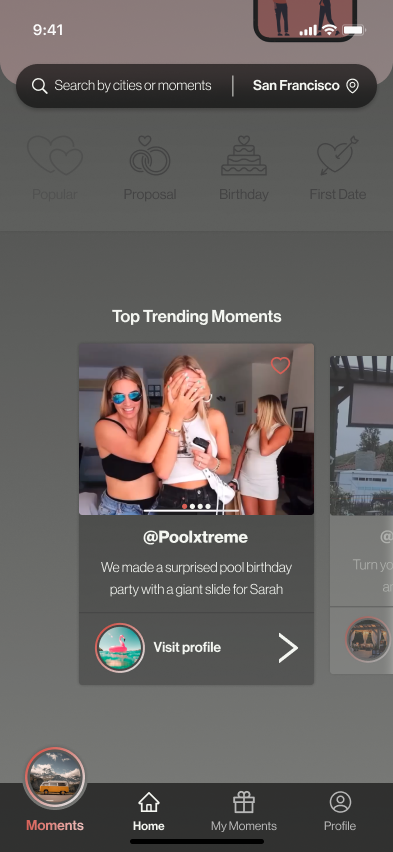 9:41
Search by cities or moments
San Francisco
Popular
Proposal
Birthday
First Date
Top Trending Moments
@Poolxtreme
We made a surprised pool birthday
party with a giant slide for Sarah
Visit profile
@
Turn yo
Moments
Home
My Moments
Profile